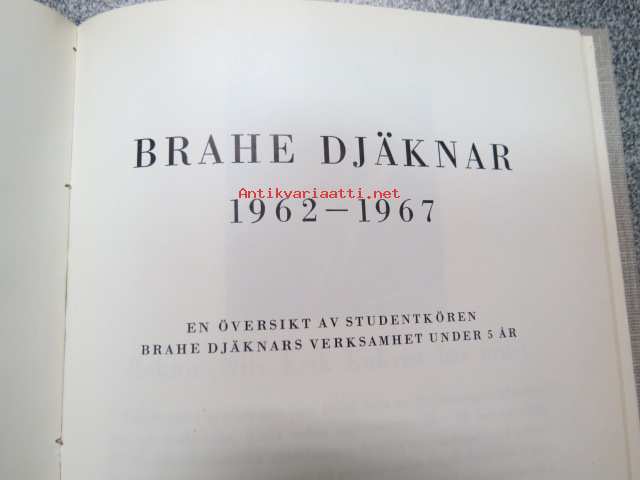 BRAHE DJÄKNAR
Antikvariaatti.net
1962–1967
EN ÖVERSIKT AV STUDENTKÖREN
BRAHE DJÄKNARS VERKSAMHET UNDER 5 ÅR